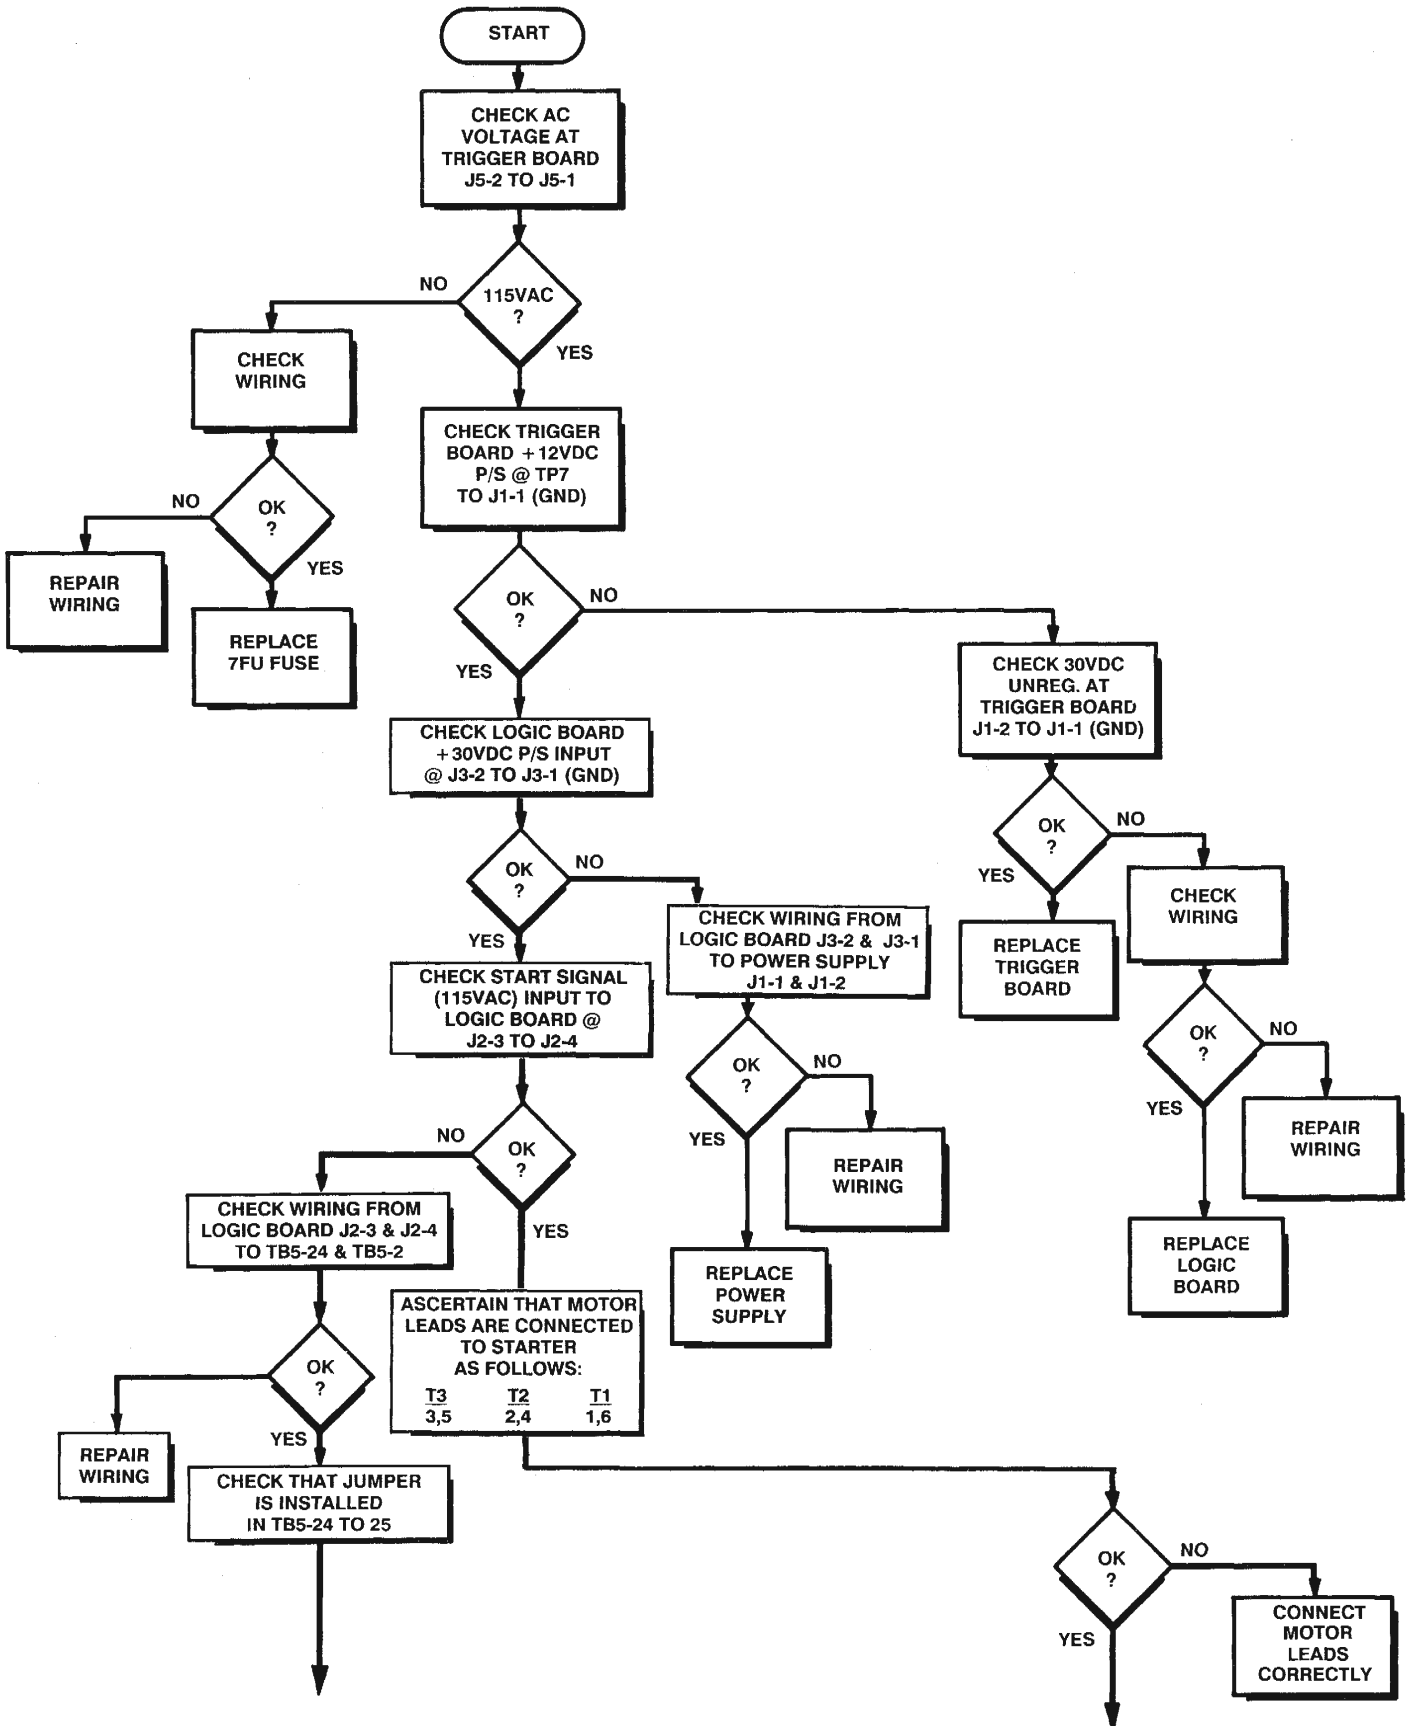 START
CHECK AC
VOLTAGE AT
TRIGGER BOARD
J5-2 TO J5-1
NO
115VAC
?
YES
CHECK
WIRING
CHECK TRIGGER
BOARD +12VDC
P/S @ TP7
TO J1-1 (GND)
NO
OK
?
YES
REPAIR
WIRING
REPLACE
7FU FUSE
OK
?
NO
YES
CHECK 30VDC
UNREG. AT
TRIGGER BOARD
J1-2 TO J1-1 (GND)
CHECK LOGIC BOARD
+30VDC P/S INPUT
@ J3-2 TO J3-1 (GND)
OK
?
NO
YES
CHECK
WIRING
REPLACE
TRIGGER
BOARD
OK
?
NO
YES
CHECK WIRING FROM
LOGIC BOARD J3-2 & J3-1
TO POWER SUPPLY
J1-1 & J1-2
CHECK START SIGNAL
(115VAC) INPUT TO
LOGIC BOARD @
J2-3 TO J2-4
OK
?
NO
YES
REPAIR
WIRING
REPLACE
LOGIC
BOARD
OK
?
NO
YES
REPAIR
WIRING
REPLACE
POWER
SUPPLY
NO
OK
?
YES
CHECK WIRING FROM
LOGIC BOARD J2-3 & J2-4
TO TB5-24 & TB5-2
ASCERTAIN THAT MOTOR
LEADS ARE CONNECTED
TO STARTER
AS FOLLOWS:
T3 T2 T1
3,5 2,4 1,6
OK
?
YES
REPAIR
WIRING
CHECK THAT JUMPER
IS INSTALLED
IN TB5-24 TO 25
OK
?
NO
YES
CONNECT
MOTOR
LEADS
CORRECTLY